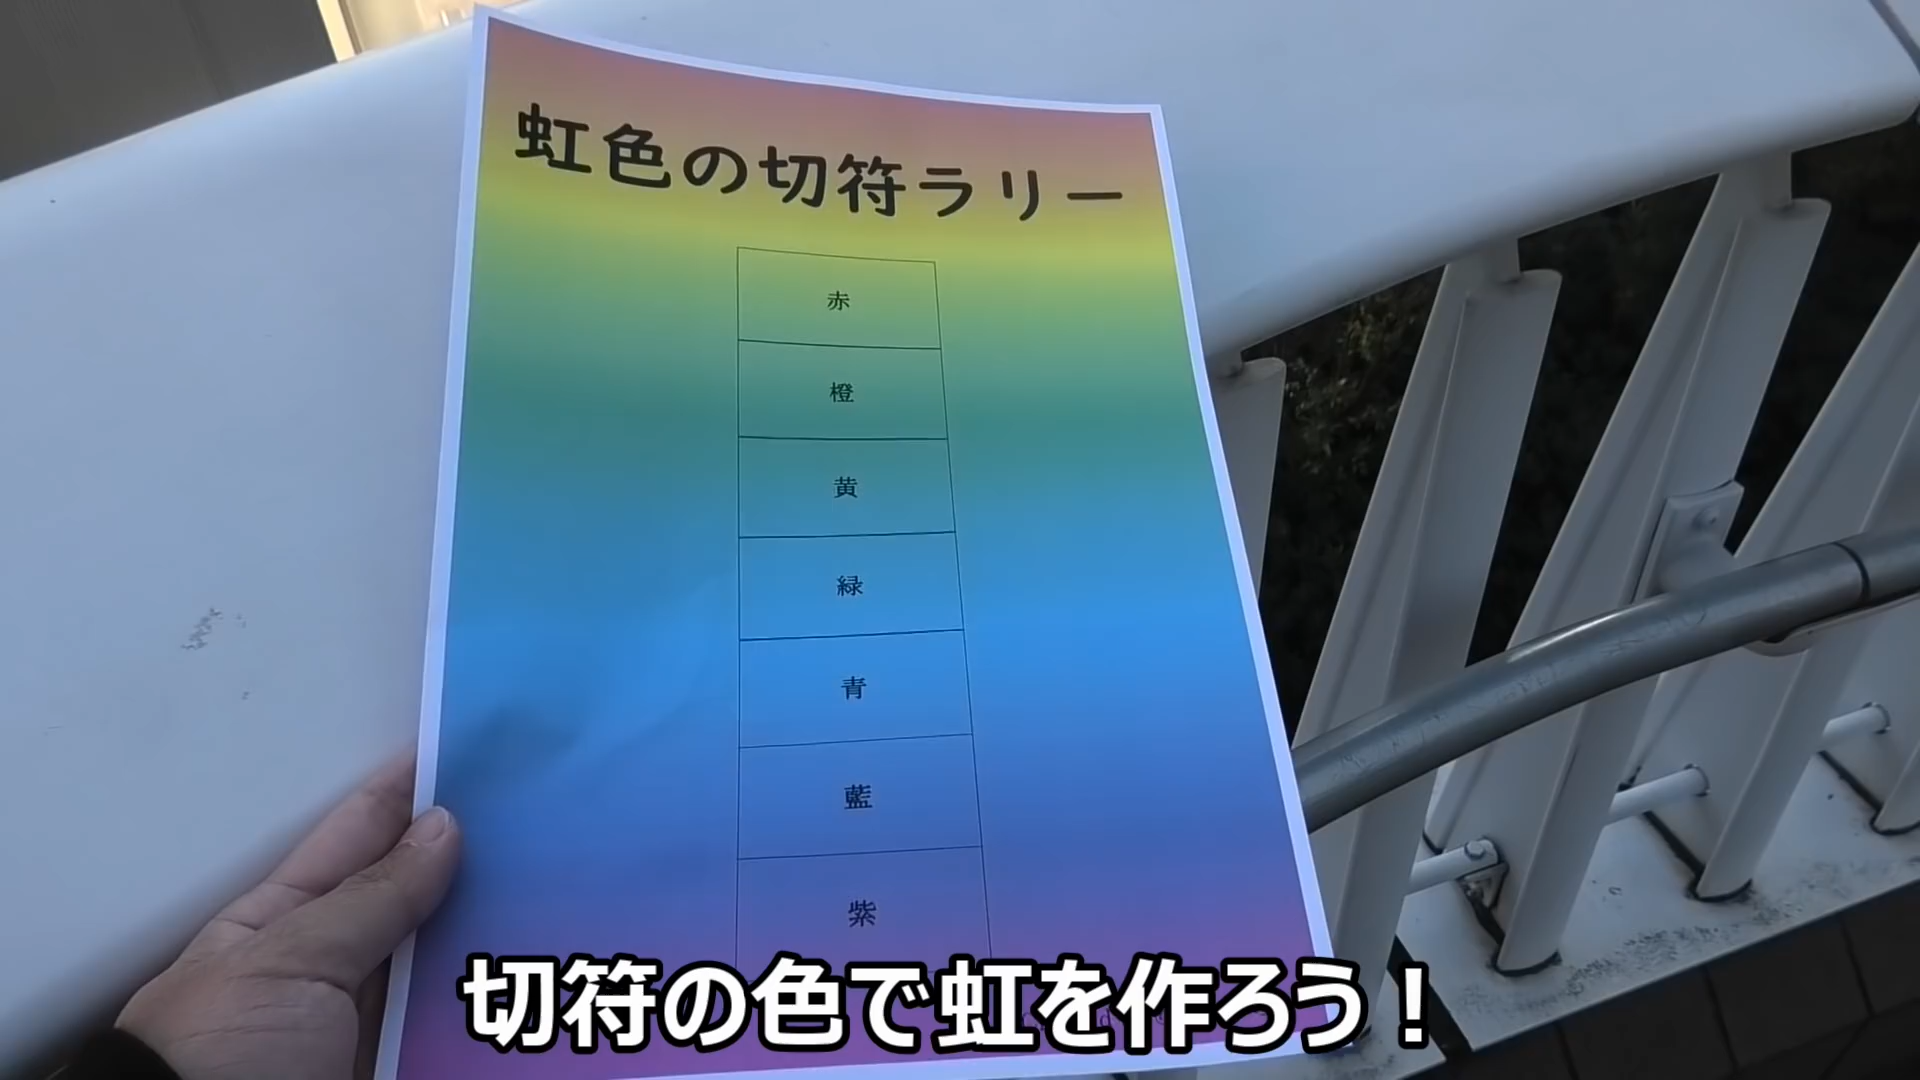 虹色の切符ラリー
赤
橙
黄
緑
青
藍
紫
切符の色で虹を作ろう！